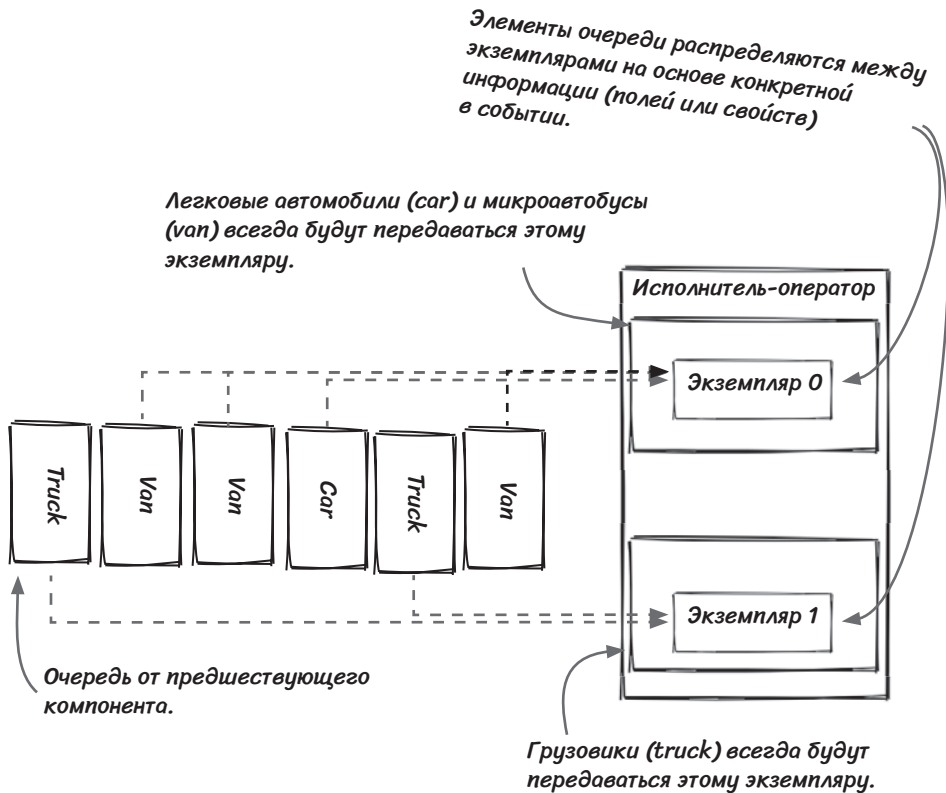 Элементы очереди распределяются между
экземплярами на основе конкретной
информации (полей или свойств)
в событии.
Легковые автомобили (car) и микроавтобусы
(van) всегда будут передаваться этому
экземпляру.
Исполнитель-оператор
Экземпляр 0
Truck
Van
Van
Car
Truck
Van
Экземпляр 1
Очередь от предшествующего
компонента.
Грузовики (truck) всегда будут
передаваться этому экземпляру.